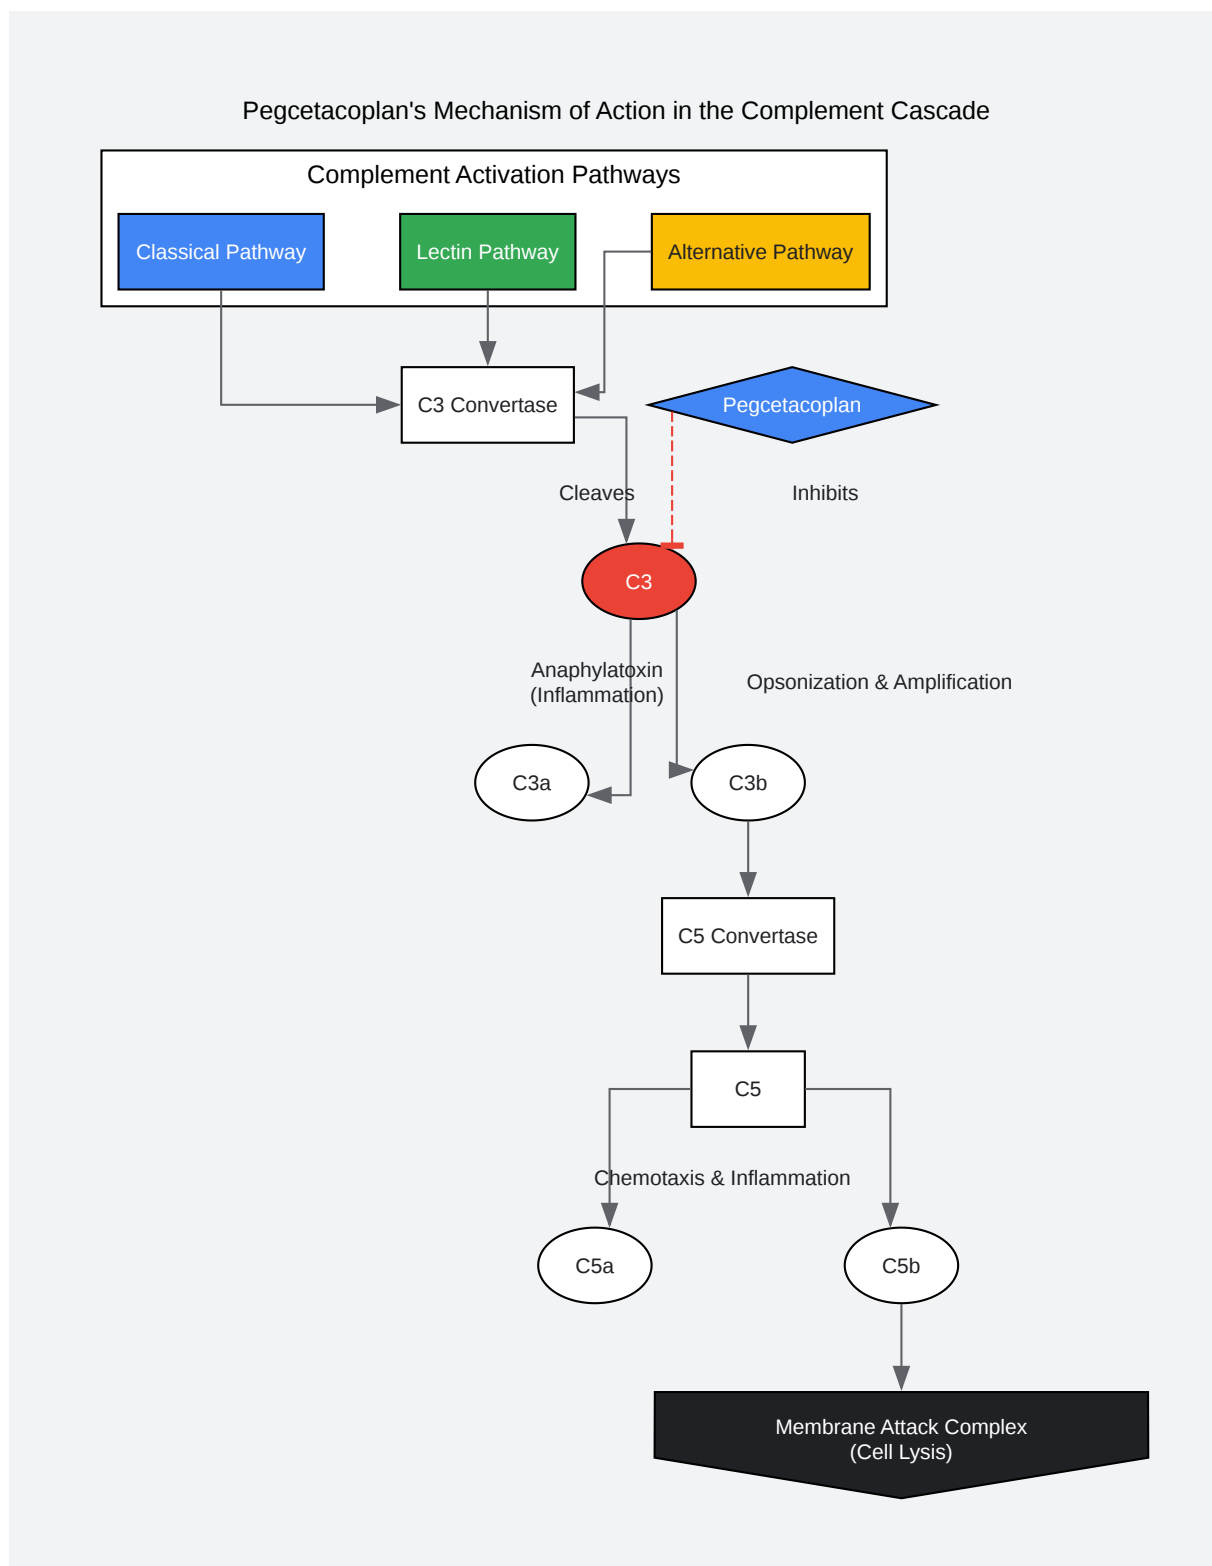 Pegcetacoplan's Mechanism of Action in the Complement Cascade
Complement Activation Pathways
Classical Pathway
Lectin Pathway
Alternative Pathway
C3 Convertase
Pegcetacoplan
Cleaves
Inhibits
C3
Anaphylatoxin
(Inflammation)
Opsonization & Amplification
C3a
C3b
C5 Convertase
C5
Chemotaxis & Inflammation
C5a
C5b
Membrane Attack Complex
(Cell Lysis)